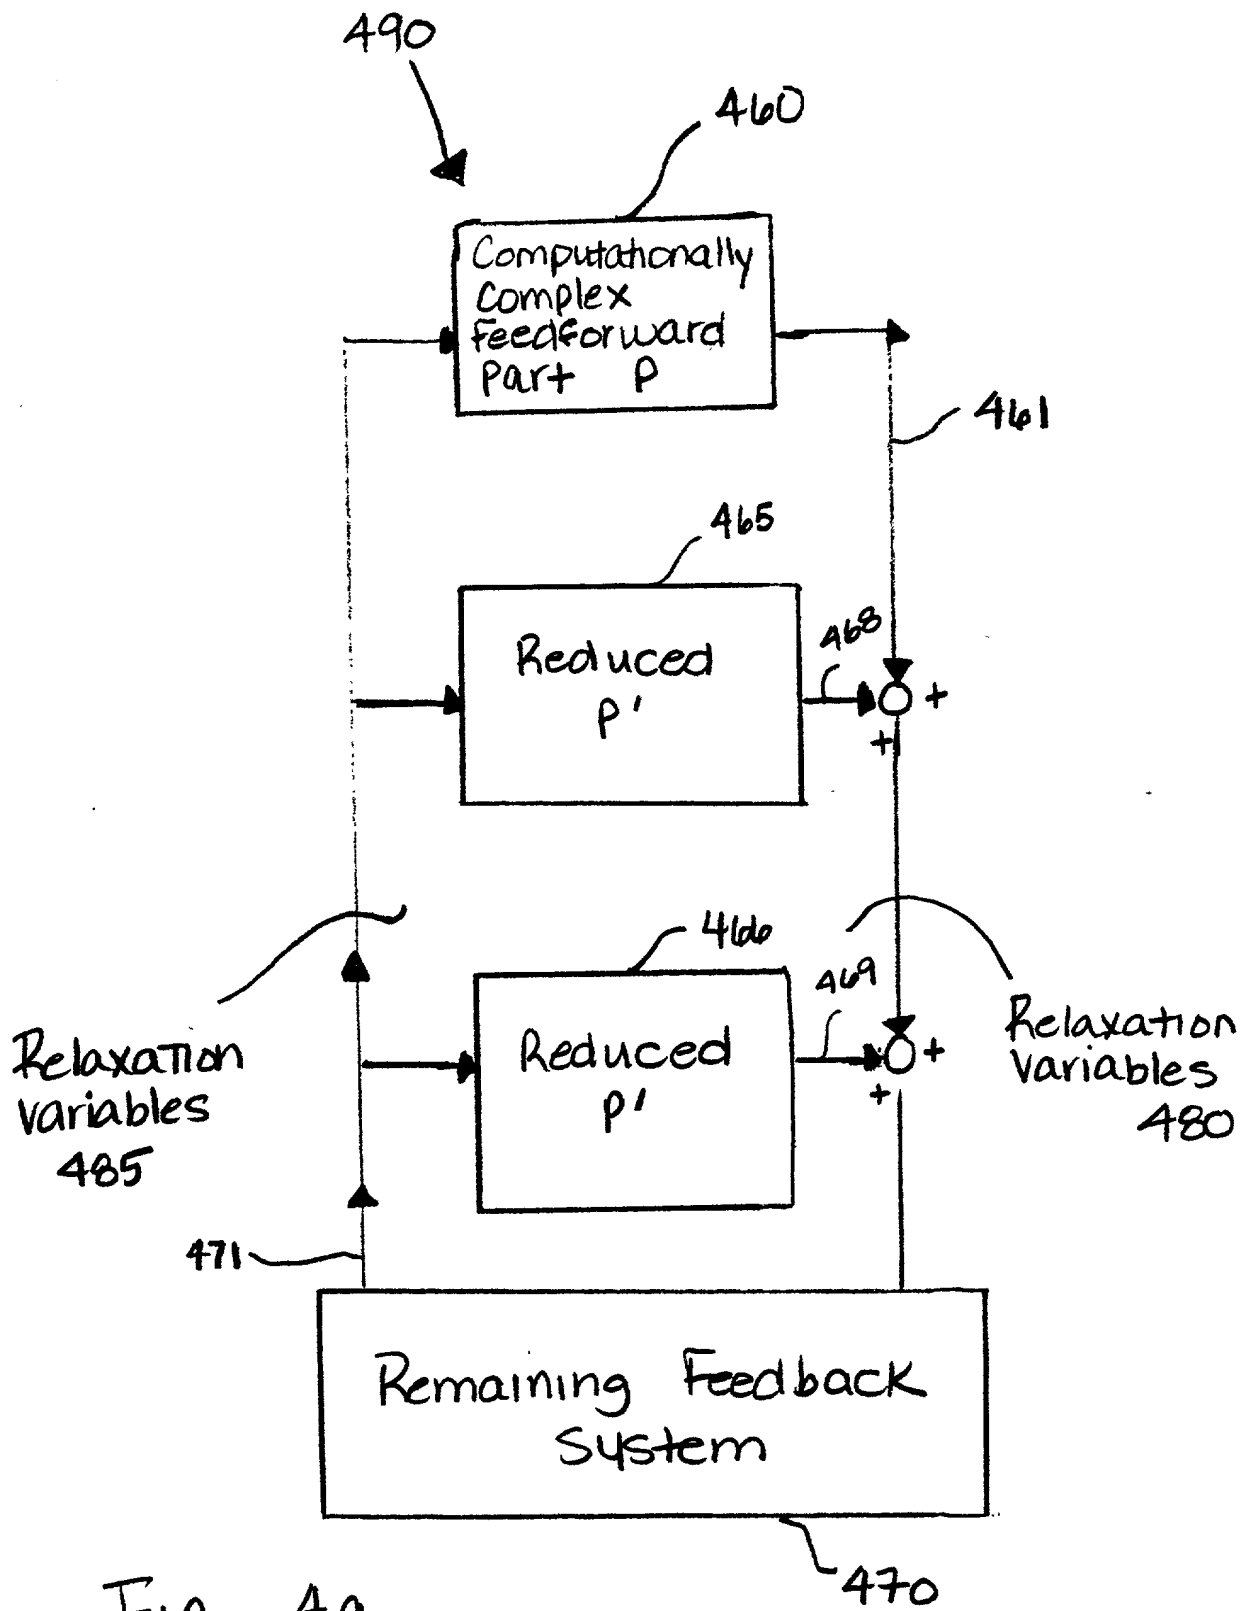 490
460
Computationally
complex
feedforward
part P
461
465
Reduced
P'
468
+
+
466
Reduced
P'
469
+
+
Relaxation
variables
485
Relaxation
variables
480
471
Remaining Feedback
System
470